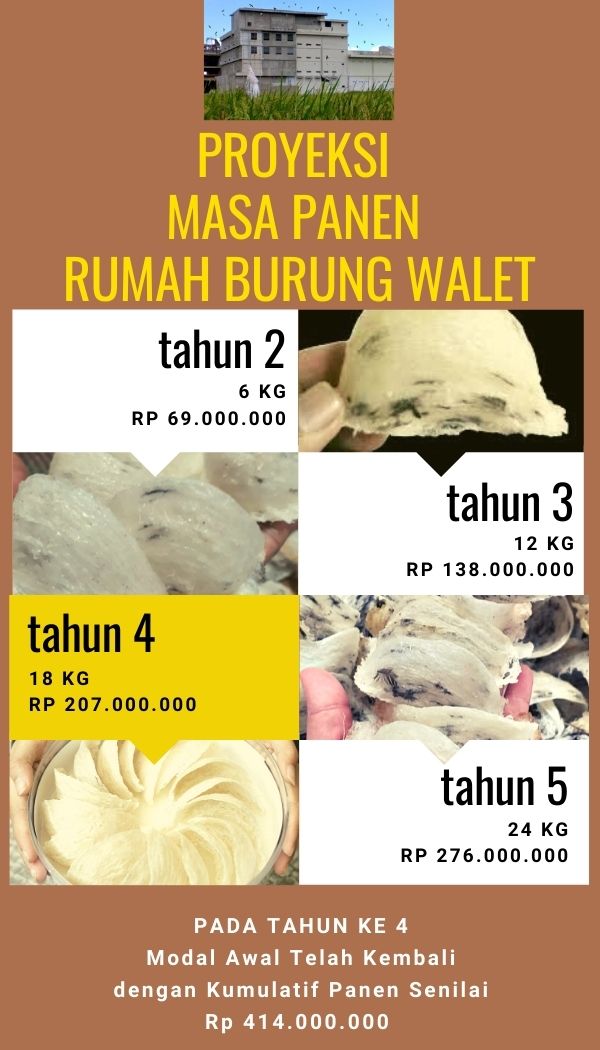 PROYEKSI
MASA PANEN
RUMAH BURUNG WALET
tahun 2
6 KG
RP 69.000.000
tahun 3
12 KG
RP 138.000.000
tahun 4
18 KG
RP 207.000.000
tahun 5
24 KG
RP 276.000.000
PADA TAHUN KE 4
Modal Awal Telah Kembali
dengan Kumulatif Panen Senilai
Rp 414.000.000